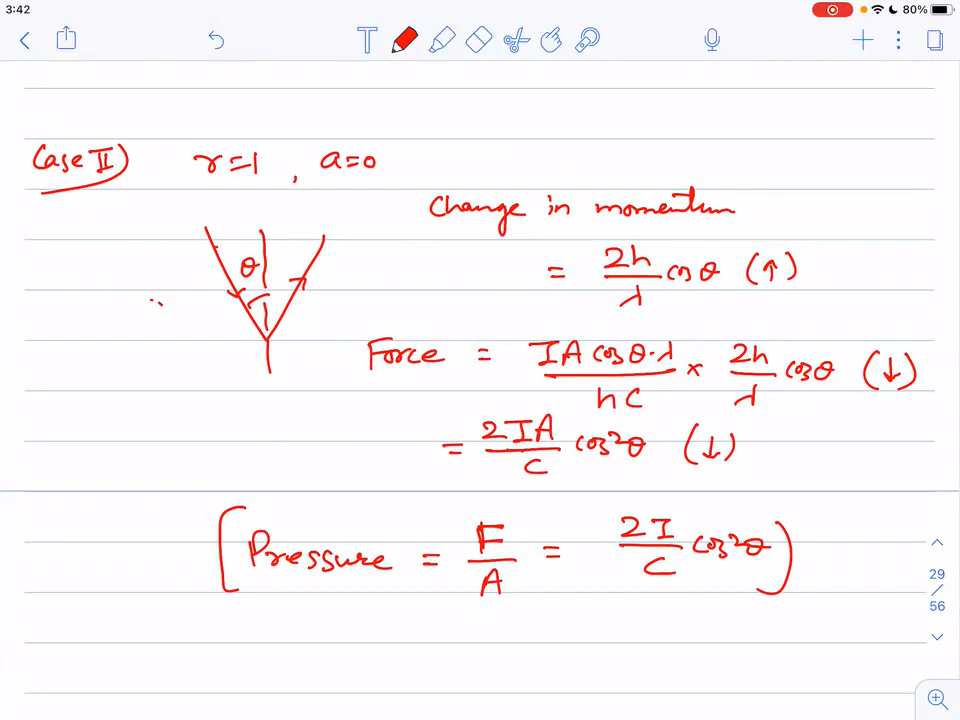 3:42
80%
Case II) r=1, a=0
Change in momentum
θ
= 2h/λ cosθ (↑)
Force = IA cosθ·λ/hc × 2h/λ cosθ (↓)
= 2IA/c cos²θ (↓)
[Pressure = F/A = 2I/c cos²θ)
29
/
56